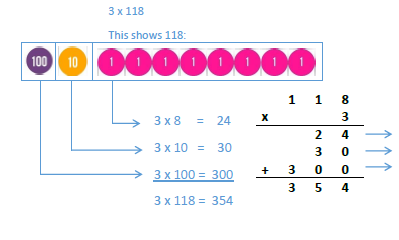 3 x 118
This shows 118:
100 10 1 1 1 1 1 1 1 1
3 x 8 = 24
3 x 10 = 30
3 x 100 = 300
3 x 118 = 354
1 1 8
x 3
2 4
3 0
+ 3 0 0
3 5 4